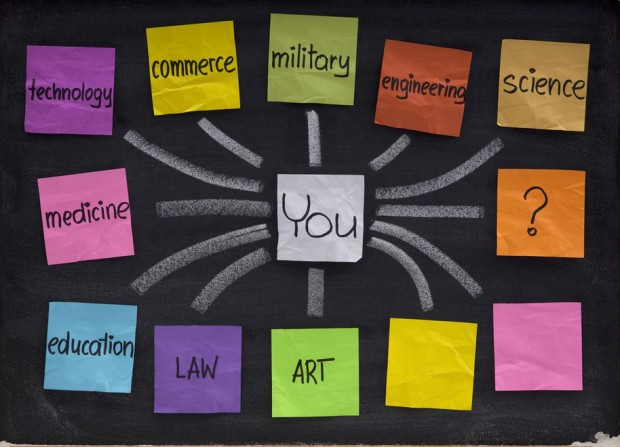 technology
commerce
military
engineering
science
medicine
You
?
education
LAW
ART